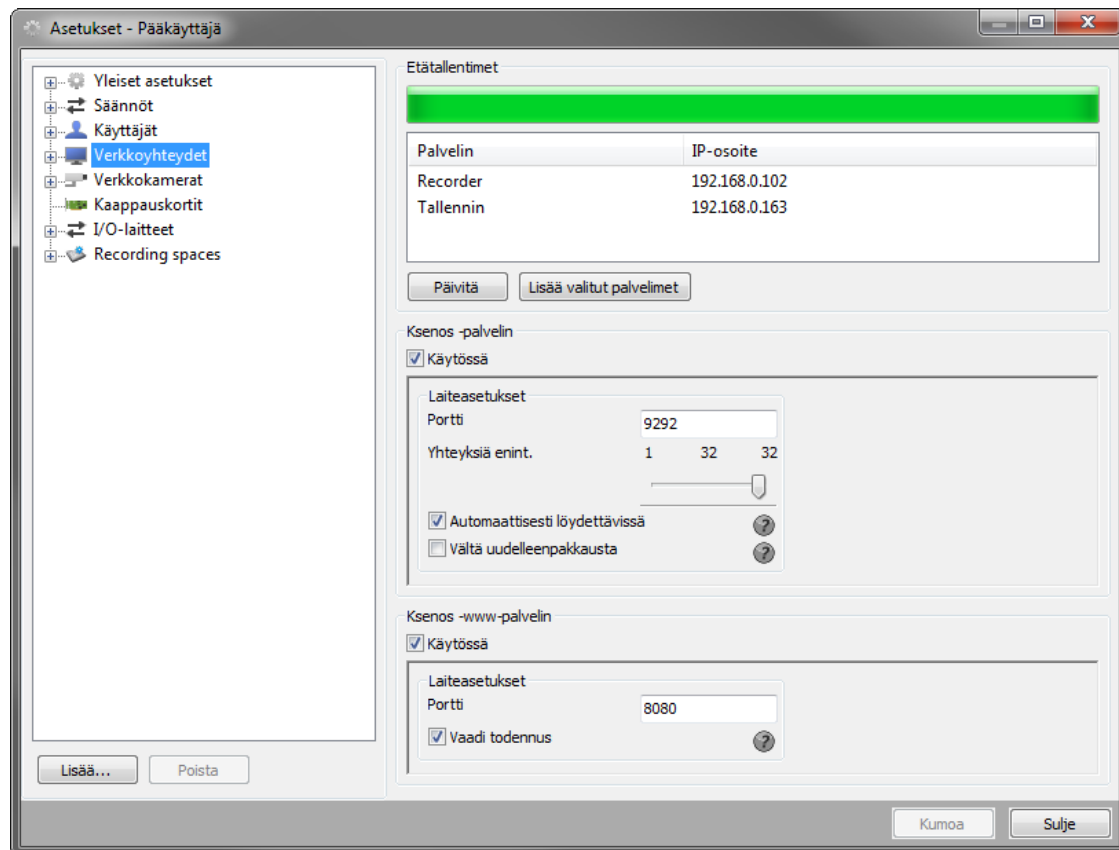 Asetukset - Pääkäyttäjä
Yleiset asetukset
Säännöt
Käyttäjät
Verkkoyhteydet
Verkkokamerat
Kaappauskortit
I/O-laitteet
Recording spaces
Lisää...
Poista
Etätallentimet
Palvelin IP-osoite
Recorder 192.168.0.102
Tallennin 192.168.0.163
Päivitä Lisää valitut palvelimet
Ksenos -palvelin
Käytössä
Laiteasetukset
Portti 9292
Yhteyksiä enint. 1 32 32
Automaattisesti löydettävissä ?
Vältä uudelleenpakkausta ?
Ksenos -www-palvelin
Käytössä
Laiteasetukset
Portti 8080
Vaadi todennus ?
Kumoa Sulje